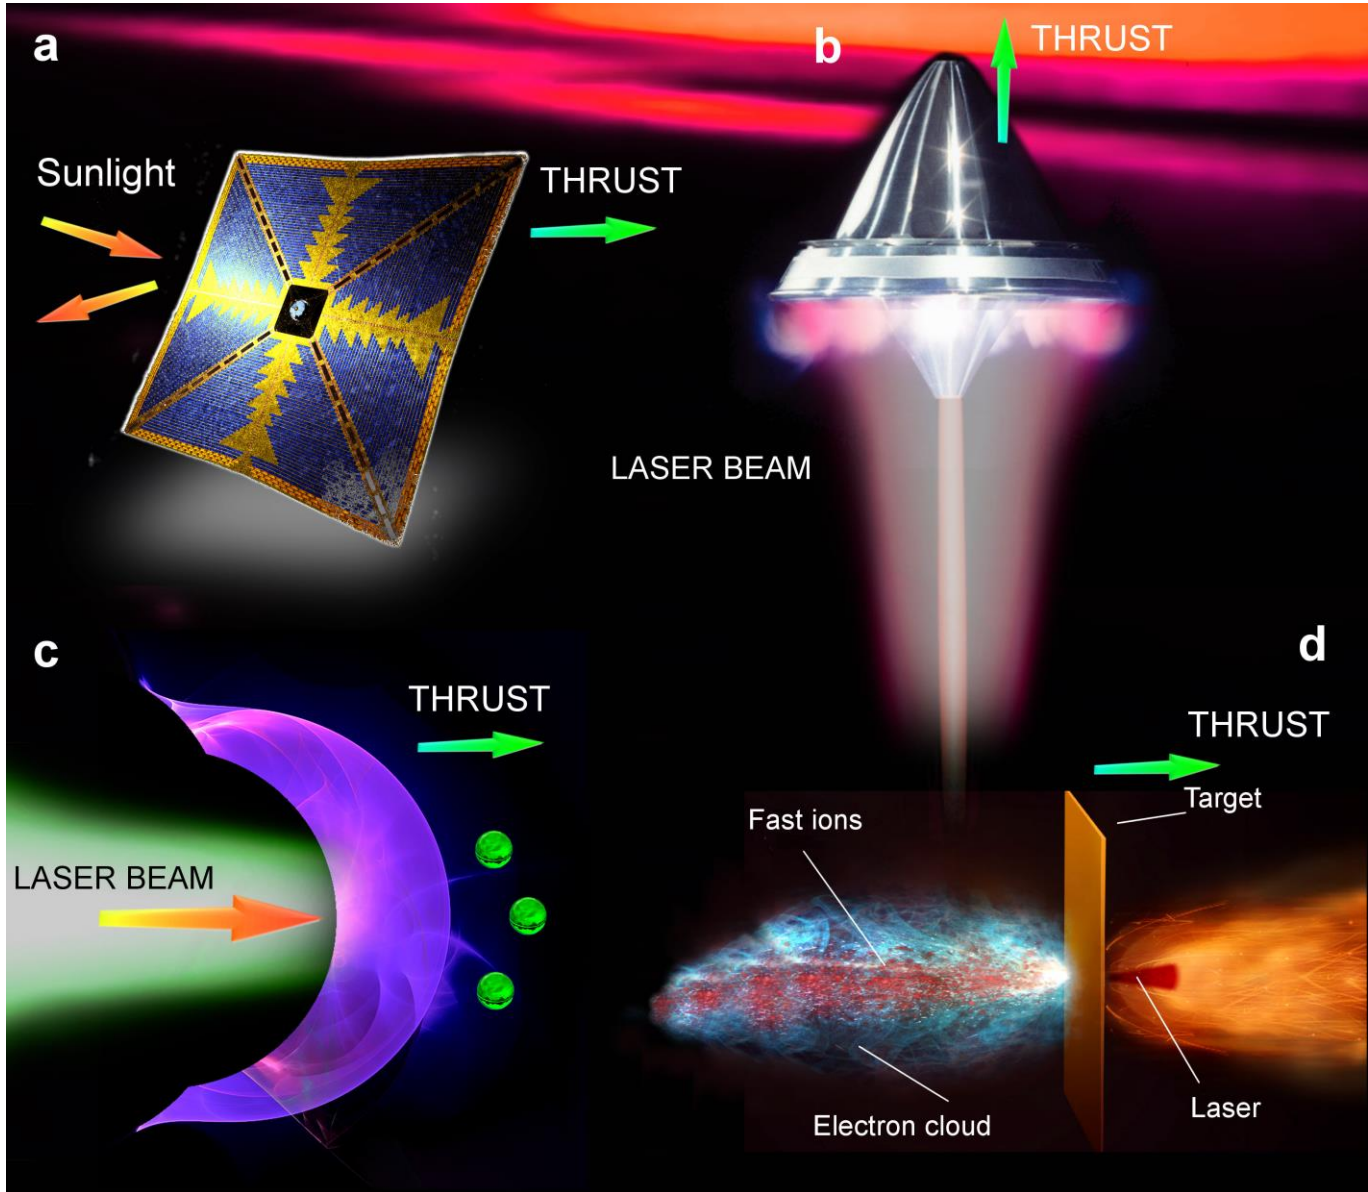 a
Sunlight
THRUST
b
THRUST
LASER BEAM
c
THRUST
LASER BEAM
d
THRUST
Target
Fast ions
Electron cloud
Laser